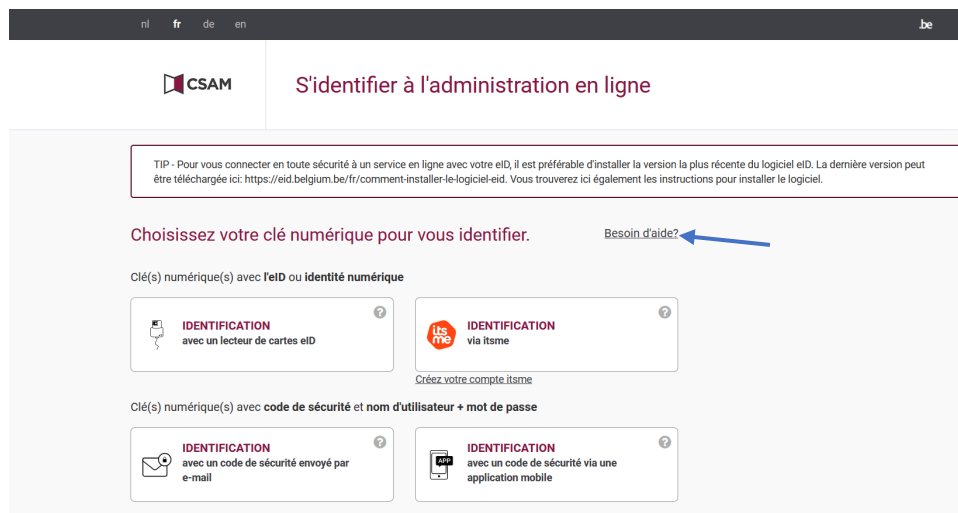 nl fr de en .be
CSAM
S'identifier à l'administration en ligne
TIP - Pour vous connecter en toute sécurité à un service en ligne avec votre eID, il est préférable d'installer la version la plus récente du logiciel eID. La dernière version peut
être téléchargée ici: https://eid.belgium.be/fr/comment-installer-le-logiciel-eid. Vous trouverez ici également les instructions pour installer le logiciel.
Choisissez votre clé numérique pour vous identifier.
Besoin d'aide?
Clé(s) numérique(s) avec l'eID ou identité numérique
?
IDENTIFICATION
avec un lecteur de cartes eID
?
its
me
IDENTIFICATION
via itsme
Créez votre compte itsme
Clé(s) numérique(s) avec code de sécurité et nom d'utilisateur + mot de passe
?
IDENTIFICATION
avec un code de sécurité envoyé par
e-mail
?
APP
IDENTIFICATION
avec un code de sécurité via une
application mobile